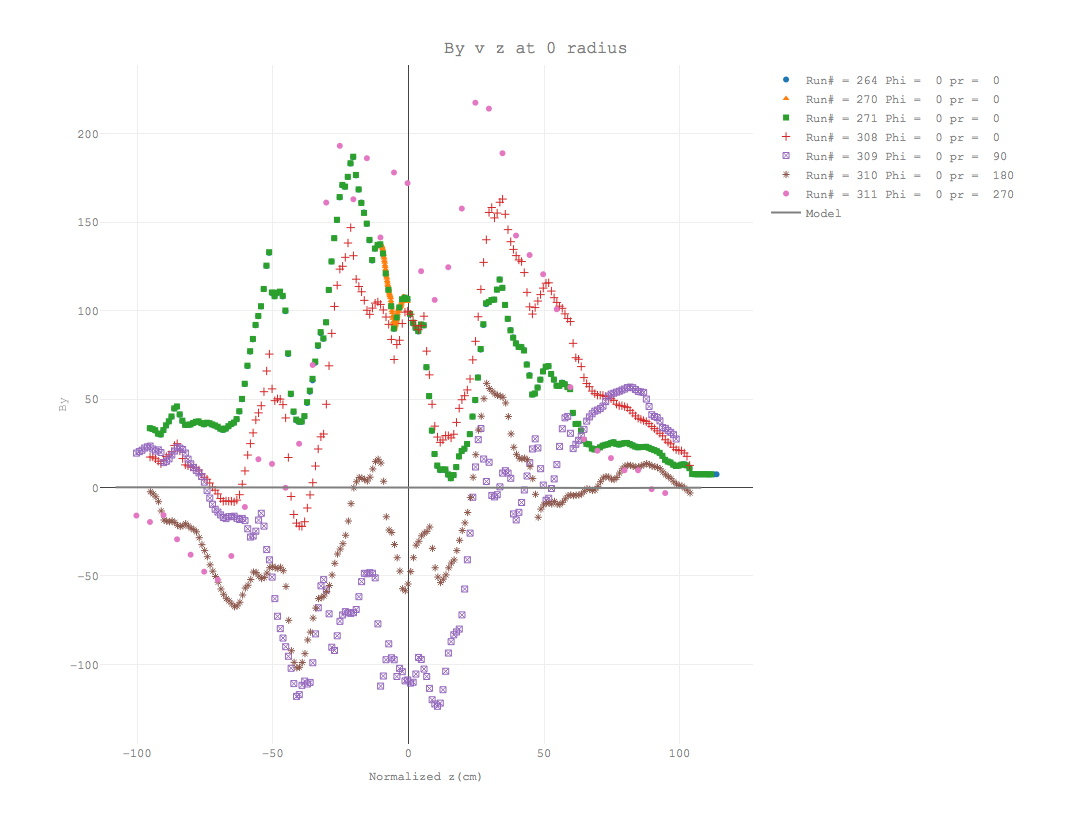 By v z at 0 radius
Run# = 264 Phi = 0 pr = 0
Run# = 270 Phi = 0 pr = 0
Run# = 271 Phi = 0 pr = 0
Run# = 308 Phi = 0 pr = 0
Run# = 309 Phi = 0 pr = 90
Run# = 310 Phi = 0 pr = 180
Run# = 311 Phi = 0 pr = 270
Model
200
150
100
50
0
−50
−100
By
−100 −50 0 50 100
Normalized z(cm)